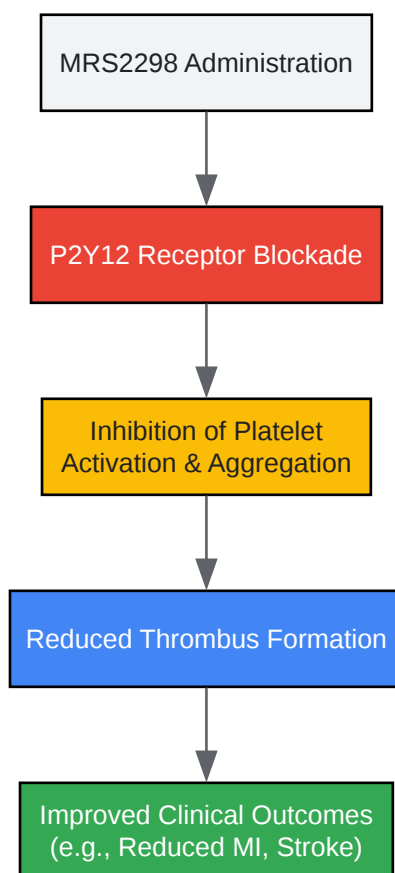 MRS2298 Administration
P2Y12 Receptor Blockade
Inhibition of Platelet
Activation & Aggregation
Reduced Thrombus Formation
Improved Clinical Outcomes
(e.g., Reduced MI, Stroke)